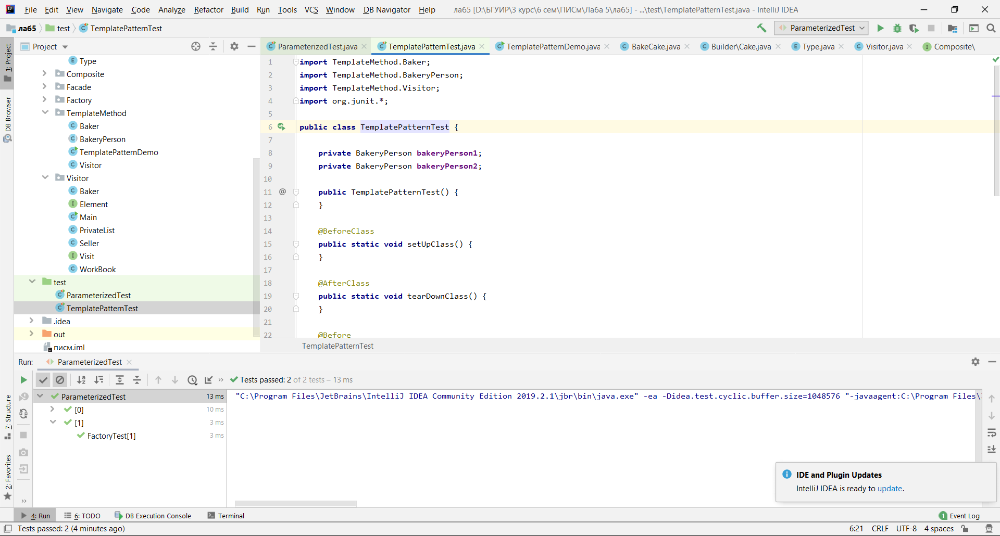 File Edit View Navigate Code Analyze Refactor Build Run Tools VCS Window DB Navigator Help ла65 [D:\БГУИР\3 курс\6 сем\ПИСм\Лаба 5\ла65] - ...\test\TemplatePatternTest.java - IntelliJ IDEA
ла65 test TemplatePatternTest ParameterizedTest
1: Project
DB Browser
7: Structure
2: Favorites
Project
Type
Composite
Facade
Factory
TemplateMethod
Baker
BakeryPerson
TemplatePatternDemo
Visitor
Visitor
Baker
Element
Main
PrivateList
Seller
Visit
WorkBook
test
ParameterizedTest
TemplatePatternTest
.idea
out
писм.iml
ParameterizedTest.java TemplatePatternTest.java TemplatePatternDemo.java BakeCake.java Builder\Cake.java Type.java Visitor.java Composite\
1 import TemplateMethod.Baker;
2 import TemplateMethod.BakeryPerson;
3 import TemplateMethod.Visitor;
4 import org.junit.*;
5
6 public class TemplatePatternTest {
7
8 private BakeryPerson bakeryPerson1;
9 private BakeryPerson bakeryPerson2;
10
11 @ public TemplatePatternTest() {
12 }
13
14 @BeforeClass
15 public static void setUpClass() {
16 }
17
18 @AfterClass
19 public static void tearDownClass() {
20 }
21
22 @Before
TemplatePatternTest
Run: ParameterizedTest
Tests passed: 2 of 2 tests – 13 ms
ParameterizedTest 13 ms
[0] 10 ms
[1] 3 ms
FactoryTest[1] 3 ms
"C:\Program Files\JetBrains\IntelliJ IDEA Community Edition 2019.2.1\jbr\bin\java.exe" -ea -Didea.test.cyclic.buffer.size=1048576 "-javaagent:C:\Program Files\
IDE and Plugin Updates
IntelliJ IDEA is ready to update.
4: Run 6: TODO DB Execution Console Terminal 1 Event Log
Tests passed: 2 (4 minutes ago) 6:21 CRLF UTF-8 4 spaces